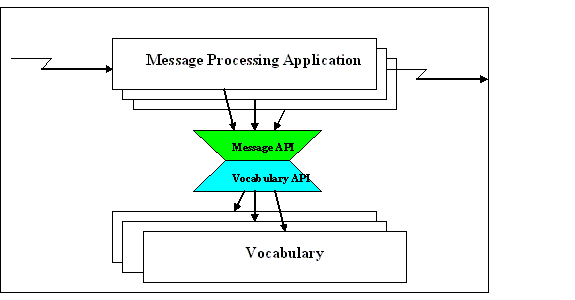 Message Processing Application
Message API
Vocabulary API
Vocabulary